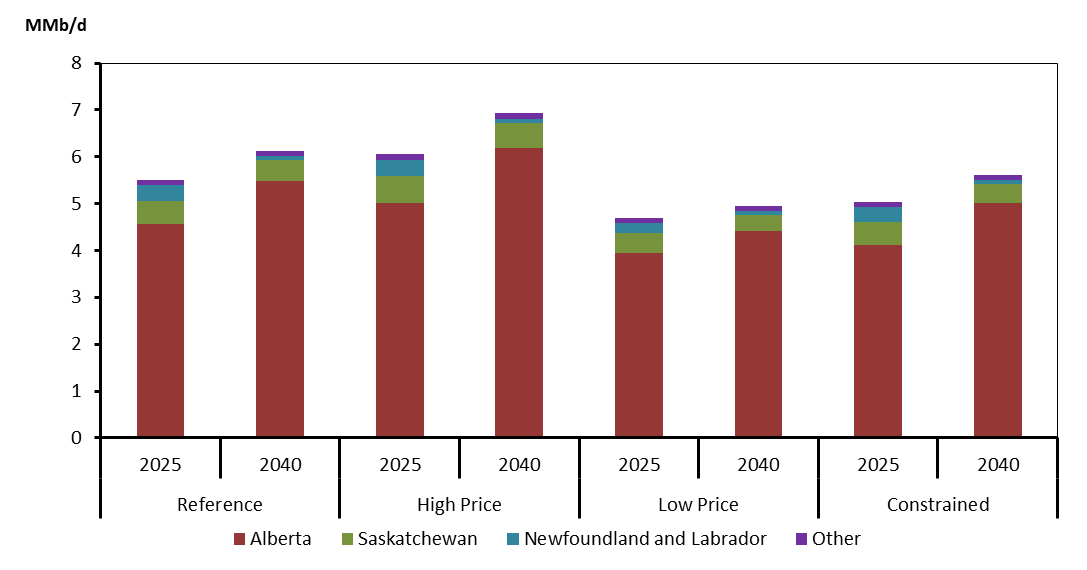 MMb/d
8
7
6
5
4
3
2
1
0
2025 2040 2025 2040 2025 2040 2025 2040
Reference High Price Low Price Constrained
Alberta Saskatchewan Newfoundland and Labrador Other